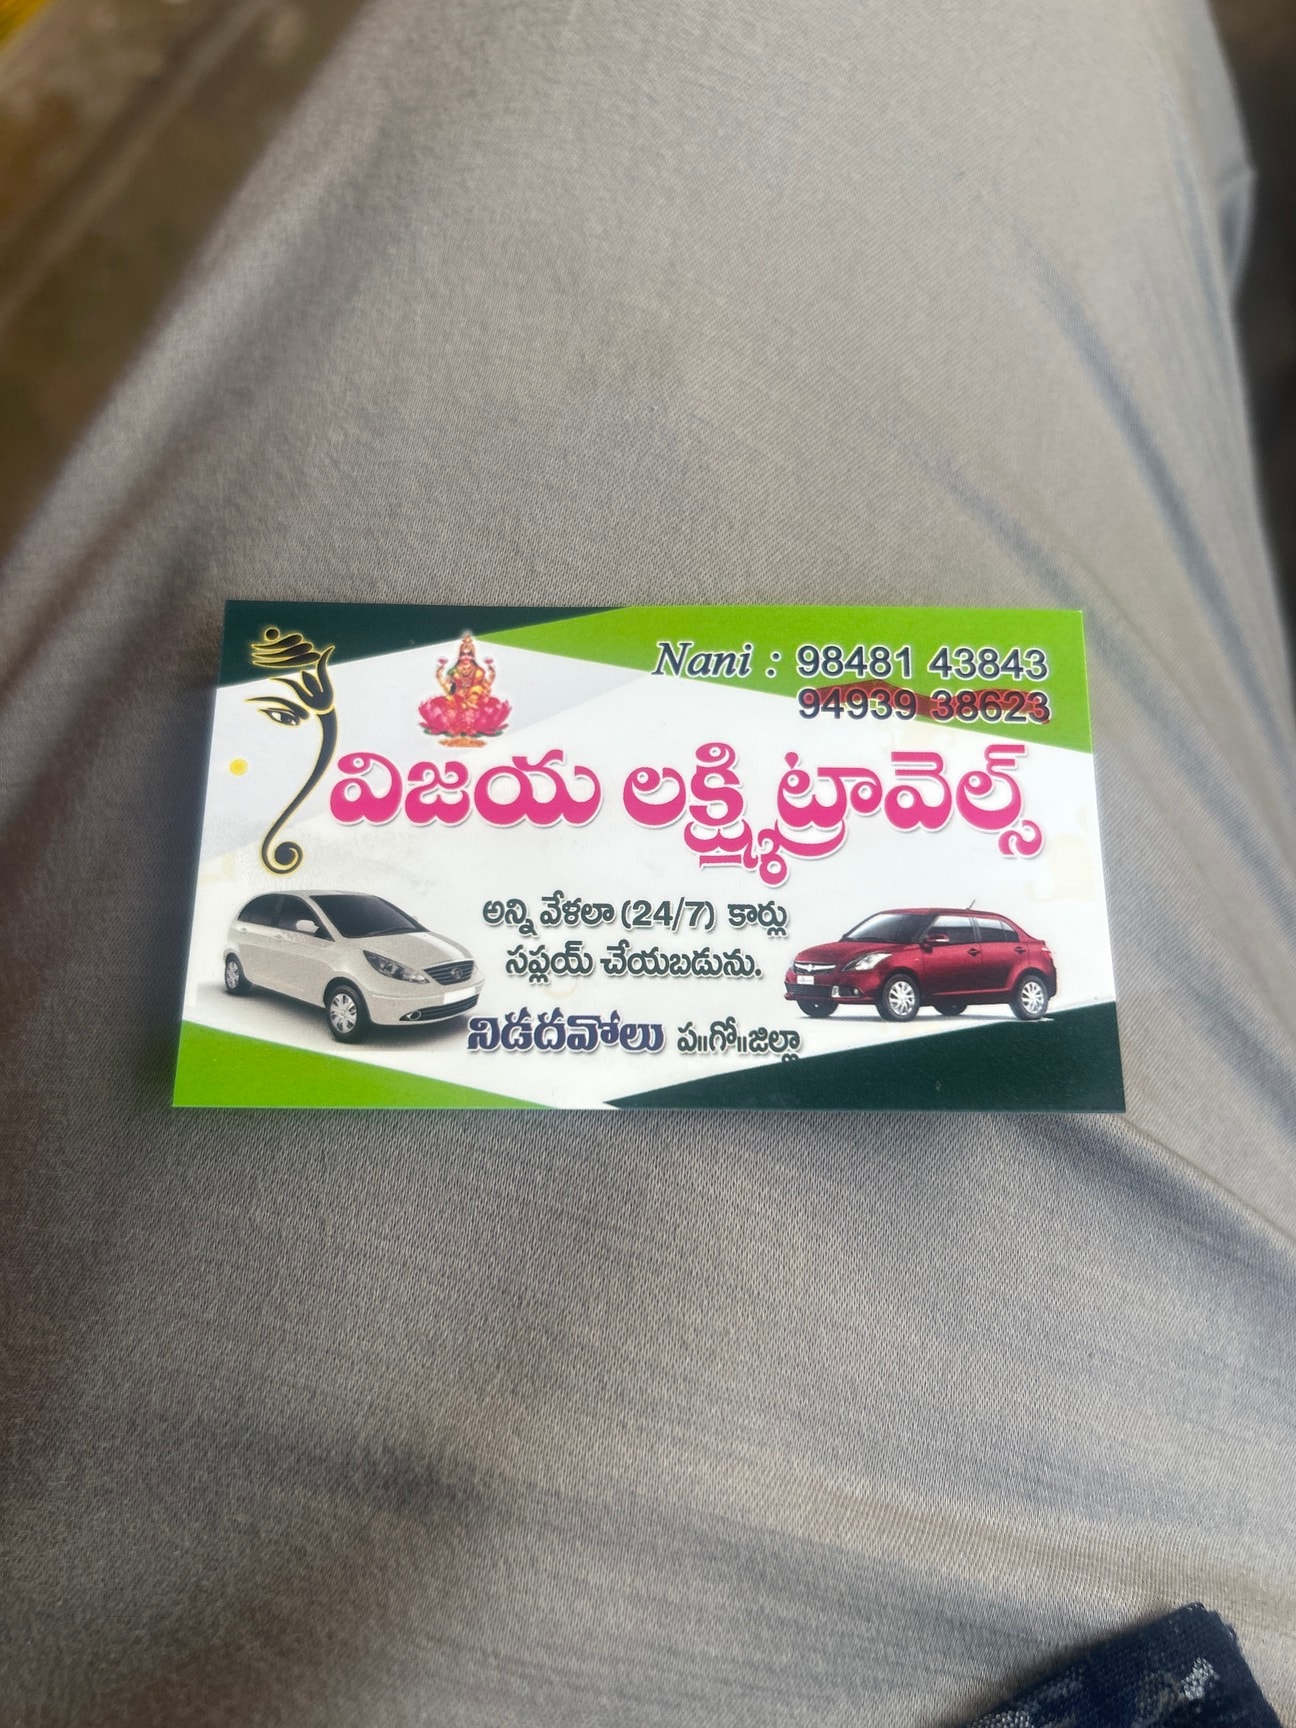 Nani : 98481 43843
94939 38623
విజయ లక్ష్మి ట్రావెల్స్
అన్ని వేళలా (24/7) కార్లు
సప్లయ్ చేయబడును.
నిడదవోలు ప॥గో॥జిల్లా